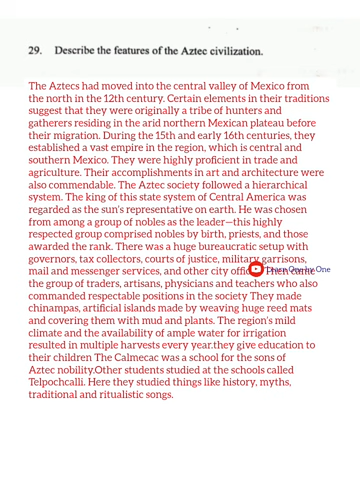 29. Describe the features of the Aztec civilization.
The Aztecs had moved into the central valley of Mexico from
the north in the 12th century. Certain elements in their traditions
suggest that they were originally a tribe of hunters and
gatherers residing in the arid northern Mexican plateau before
their migration. During the 15th and early 16th centuries, they
established a vast empire in the region, which is central and
southern Mexico. They were highly proficient in trade and
agriculture. Their accomplishments in art and architecture were
also commendable. The Aztec society followed a hierarchical
system. The king of this state system of Central America was
regarded as the sun's representative on earth. He was chosen
from among a group of nobles as the leader—this highly
respected group comprised nobles by birth, priests, and those
awarded the rank. There was a huge bureaucratic setup with
governors, tax collectors, courts of justice, military garrisons,
mail and messenger services, and other city Then came
the group of traders, artisans, physicians and teachers who also
commanded respectable positions in the society They made
chinampas, artificial islands made by weaving huge reed mats
and covering them with mud and plants. The region's mild
climate and the availability of ample water for irrigation
resulted in multiple harvests every year.they give education to
their children The Calmecac was a school for the sons of
Aztec nobility.Other students studied at the schools called
Telpochcalli. Here they studied things like history, myths,
traditional and ritualistic songs.